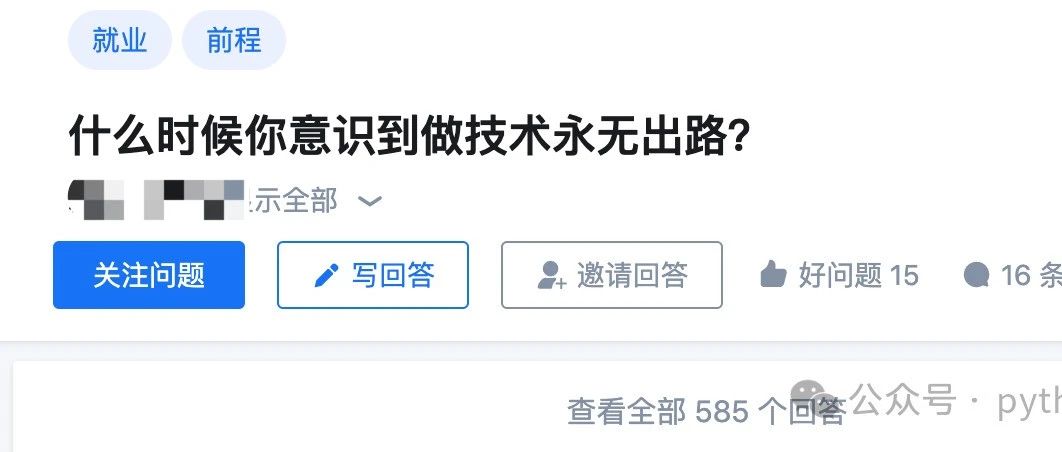 就业 前程
什么时候你意识到做技术永无出路?
示全部
关注问题 写回答 邀请回答 好问题 15 16 条
查看全部 585 个回答 公众号 · pyth